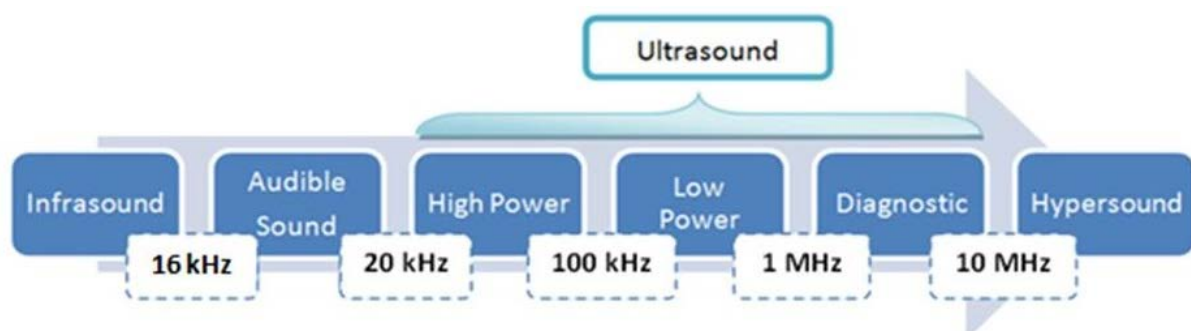 Ultrasound
Infrasound
Audible
Sound
High Power
Low
Power
Diagnostic
Hypersound
16 kHz
20 kHz
100 kHz
1 MHz
10 MHz